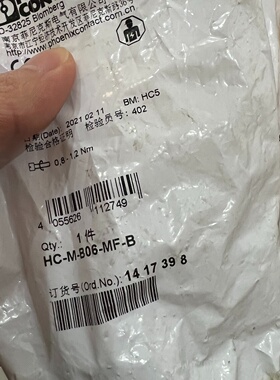 D-32825 Blomberg
www.phoenixcontact.com
(Date): 2021 02 11 BM: HC5
检验合格证明 检验员号: 402
0,8-1,2 Nm
4 055626 112749
Qty.: 1 件
HC-M-806-MF-B
订货号(Ord.No.): 14 17 39 8